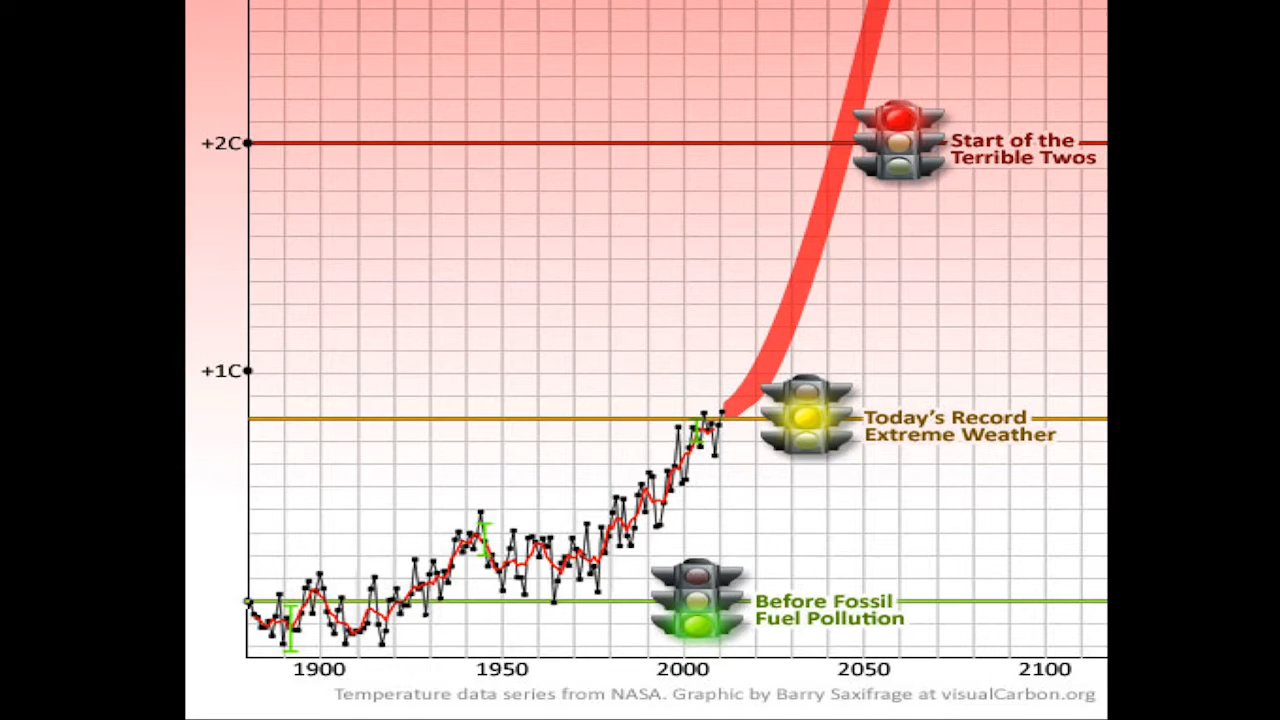 +2C
Start of the
Terrible Twos
+1C
Today's Record
Extreme Weather
Before Fossil
Fuel Pollution
1900 1950 2000 2050 2100
Temperature data series from NASA. Graphic by Barry Saxifrage at visualCarbon.org